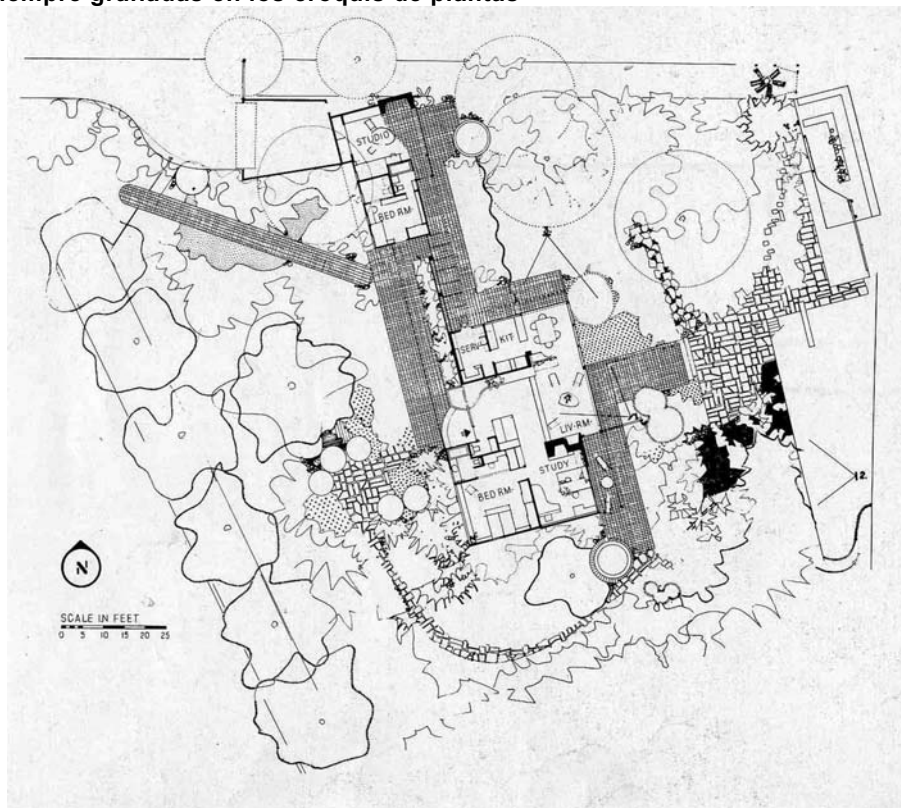 siempre grandadas en los croquis de plantas
STUDIO
BED RM-
SERV-
KIT-
LIV-RM-
STUDY
BED RM-
12
N
SCALE IN FEET
0 5 10 15 20 25